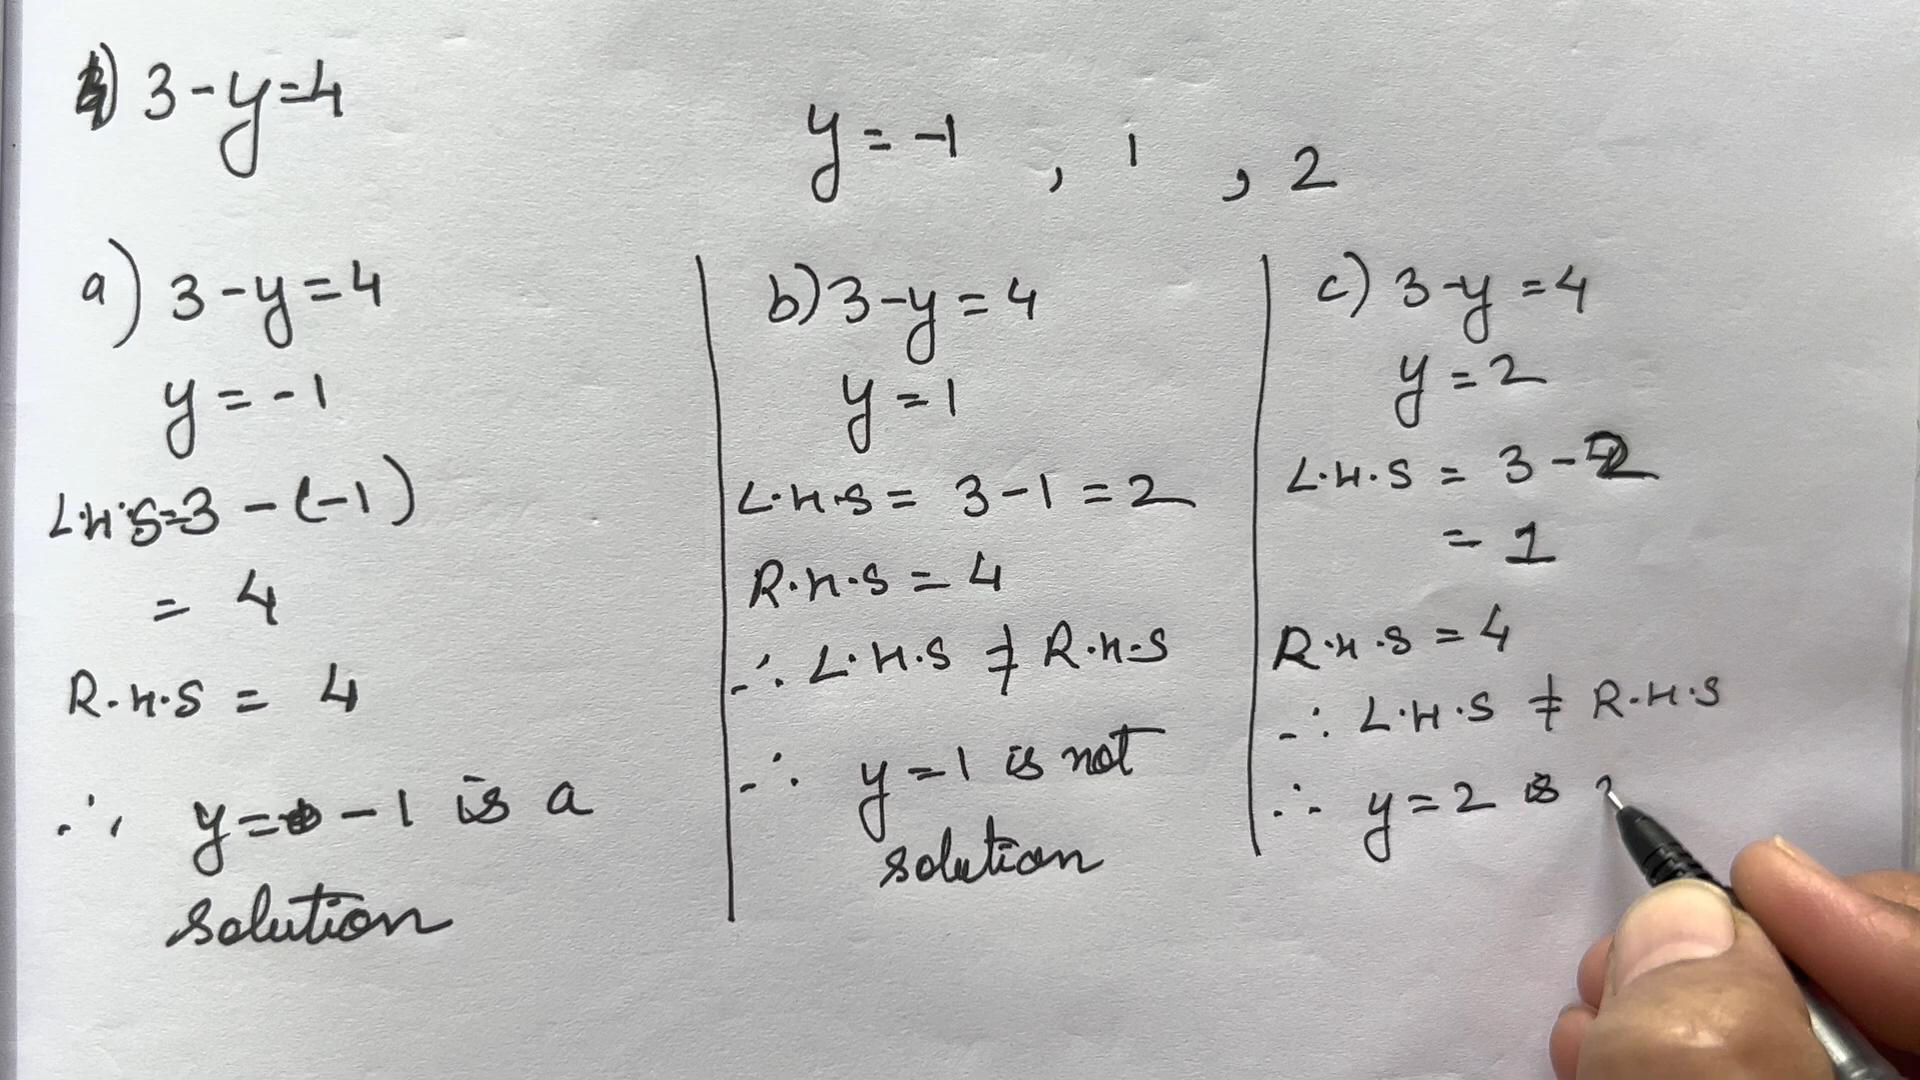 3-y=4
y = -1 , 1 , 2
a) 3-y=4
y = -1
L.H.S=3 - (-1)
= 4
R.H.S = 4
∴ y = -1 is a
solution
b) 3-y = 4
y = 1
L.H.S = 3-1 = 2
R.H.S = 4
∴ L.H.S ≠ R.H.S
∴ y = 1 is not
solution
c) 3-y = 4
y = 2
L.H.S = 3 - 2
= 1
R.H.S = 4
∴ L.H.S ≠ R.H.S
∴ y = 2 is